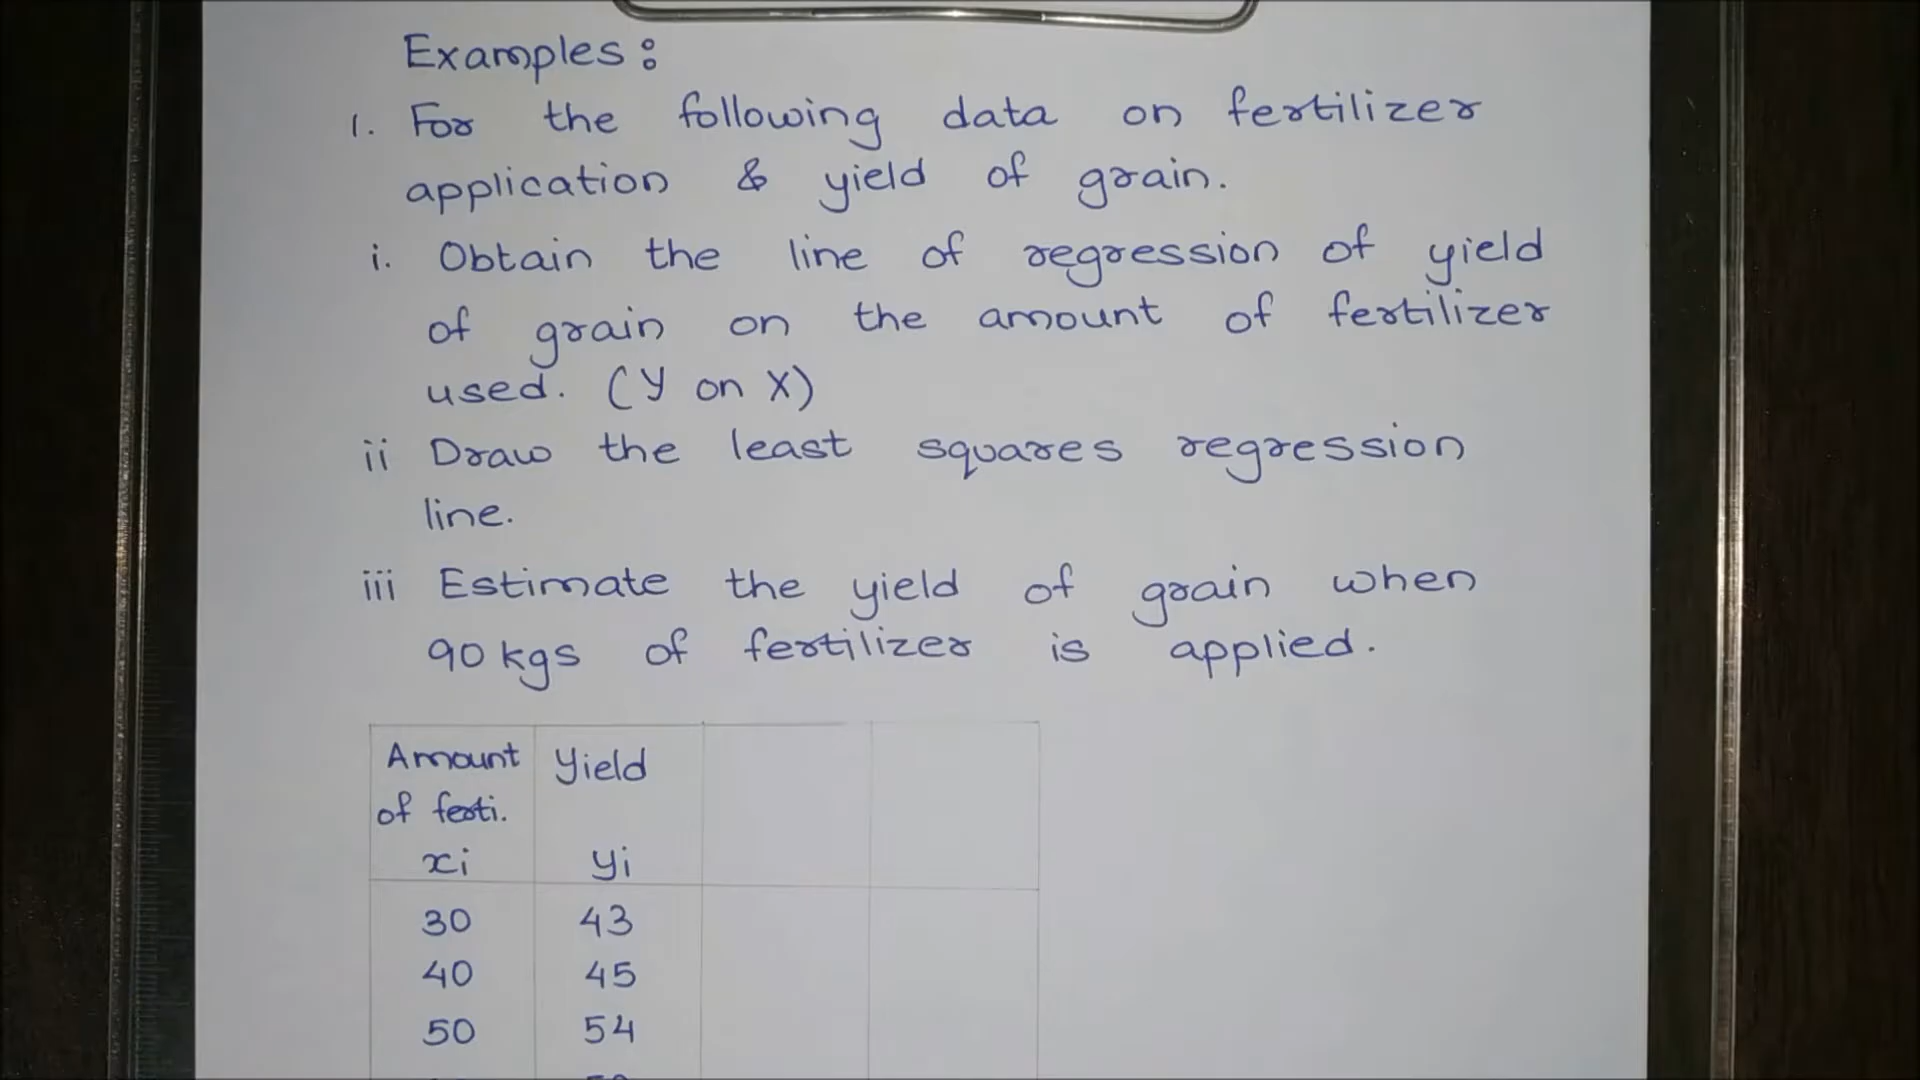 Examples :
1. For the following data on fertilizer
application & yield of grain.
i. Obtain the line of regression of yield
of grain on the amount of fertilizer
used. (Y on X)
ii Draw the least squares regression
line.
iii Estimate the yield of grain when
90 kgs of fertilizer is applied.
Amount Yield
of ferti.
xi yi
30 43
40 45
50 54